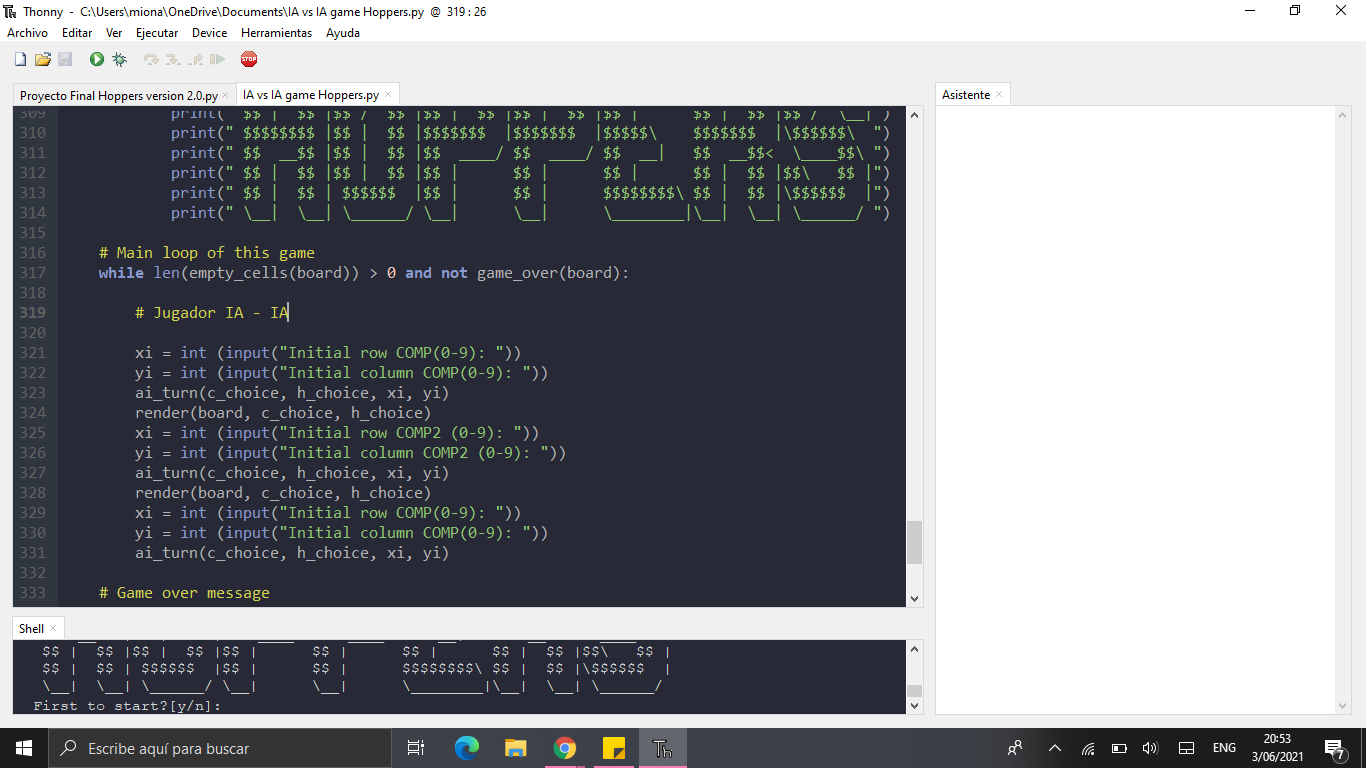 Thonny - C:\Users\miona\OneDrive\Documents\IA vs IA game Hoppers.py @ 319 : 26
Archivo Editar Ver Ejecutar Device Herramientas Ayuda
STOP
Proyecto Final Hoppers version 2.0.py × IA vs IA game Hoppers.py × Asistente ×
309 print(" $$ | $$ |$$ / $$ |$$ | $$ |$$ | $$ |$$ | $$ | $$ |$$ / \__|")
310 print(" $$$$$$$$ |$$ | $$ |$$$$$$$ |$$$$$$$ |$$$$$\ $$$$$$$ |\$$$$$$\ ")
311 print(" $$ __$$ |$$ | $$ |$$ ____/ $$ ____/ $$ __| $$ __$$< \____$$\ ")
312 print(" $$ | $$ |$$ | $$ |$$ | $$ | $$ | $$ | $$ |$$\ $$ |")
313 print(" $$ | $$ | $$$$$$ |$$ | $$ | $$$$$$$$\ $$ | $$ |\$$$$$$ |")
314 print(" \__| \__| \______/ \__| \__| \________|\__| \__| \______/ ")
315
316 # Main loop of this game
317 while len(empty_cells(board)) > 0 and not game_over(board):
318
319 # Jugador IA - IA
320
321 xi = int (input("Initial row COMP(0-9): "))
322 yi = int (input("Initial column COMP(0-9): "))
323 ai_turn(c_choice, h_choice, xi, yi)
324 render(board, c_choice, h_choice)
325 xi = int (input("Initial row COMP2 (0-9): "))
326 yi = int (input("Initial column COMP2 (0-9): "))
327 ai_turn(c_choice, h_choice, xi, yi)
328 render(board, c_choice, h_choice)
329 xi = int (input("Initial row COMP(0-9): "))
330 yi = int (input("Initial column COMP(0-9): "))
331 ai_turn(c_choice, h_choice, xi, yi)
332
333 # Game over message
Shell ×
$$ | $$ |$$ | $$ |$$ | $$ | $$ | $$ | $$ |$$\ $$ |
$$ | $$ | $$$$$$ |$$ | $$ | $$$$$$$$\ $$ | $$ |\$$$$$$ |
\__| \__| \______/ \__| \__| \________|\__| \__| \______/
First to start?[y/n]:
Escribe aquí para buscar
ENG
20:53
3/06/2021
7